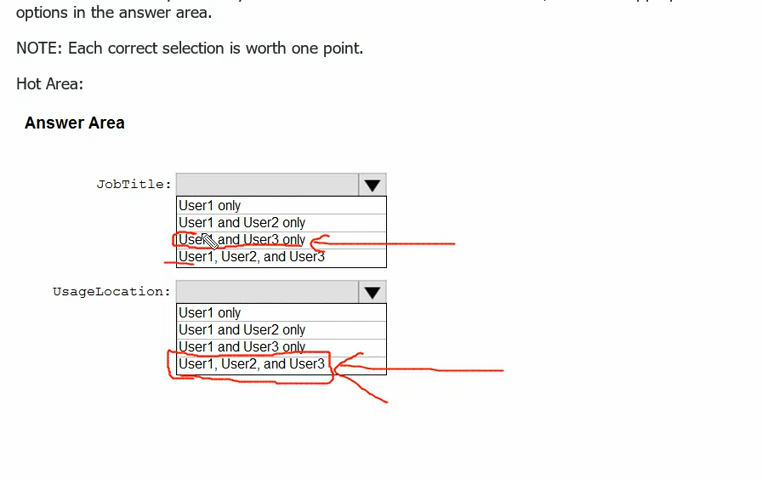 options in the answer area.
NOTE: Each correct selection is worth one point.
Hot Area:
Answer Area
JobTitle:
User1 only
User1 and User2 only
User1 and User3 only
User1, User2, and User3
UsageLocation:
User1 only
User1 and User2 only
User1 and User3 only
User1, User2, and User3